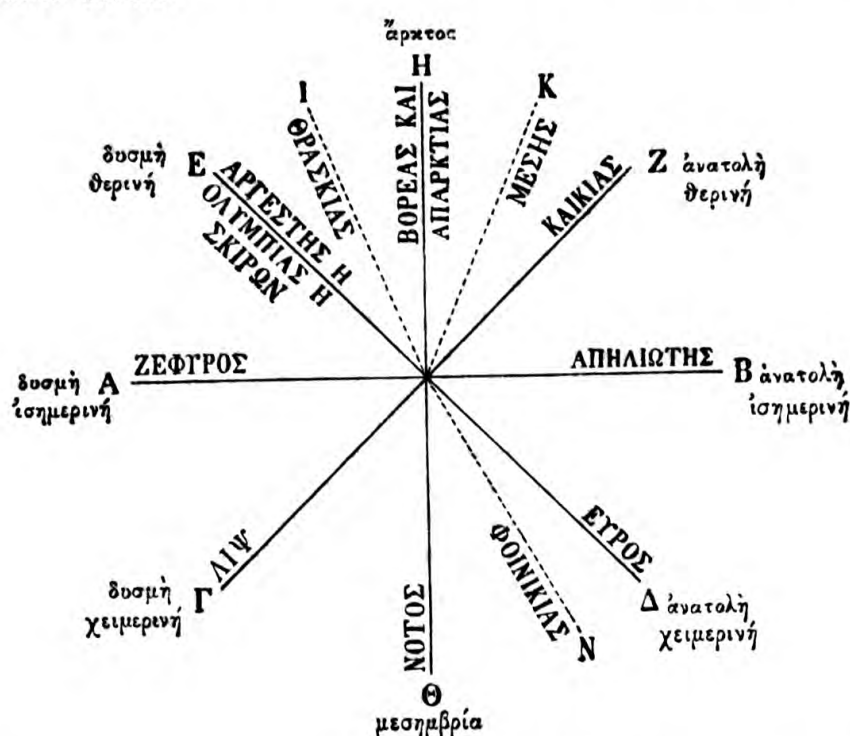 ἄρκτος
Η
Ι
Κ
ΘΡΑΣΚΙΑΣ
ΒΟΡΕΑΣ ΚΑΙ
ΑΠΑΡΚΤΙΑΣ
ΜΕΣΗΣ
δυσμὴ
θερινή
Ε
ΑΡΓΕΣΤΗΣ Η
ΟΛΥΜΠΙΑΣ Η
ΣΚΙΡΩΝ
ΚΑΙΚΙΑΣ
Ζ
ἀνατολὴ
θερινή
δυσμὴ
ἰσημερινή
Α
ΖΕΦΥΡΟΣ
ΑΠΗΛΙΩΤΗΣ
Β
ἀνατολὴ
ἰσημερινή
ΛΙΨ
δυσμὴ
χειμερινή
Γ
ΝΟΤΟΣ
ΦΟΙΝΙΚΙΑΣ
Ν
ΕΥΡΟΣ
Δ
ἀνατολὴ
χειμερινή
Θ
μεσημβρία